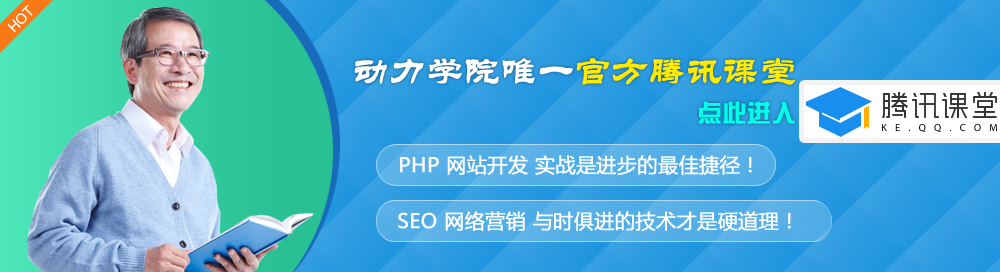 HOT
动力学院唯一官方腾讯课堂
点此进入
腾讯课堂
KE.QQ.COM
PHP 网站开发 实战是进步的最佳捷径！
SEO 网络营销 与时俱进的技术才是硬道理！